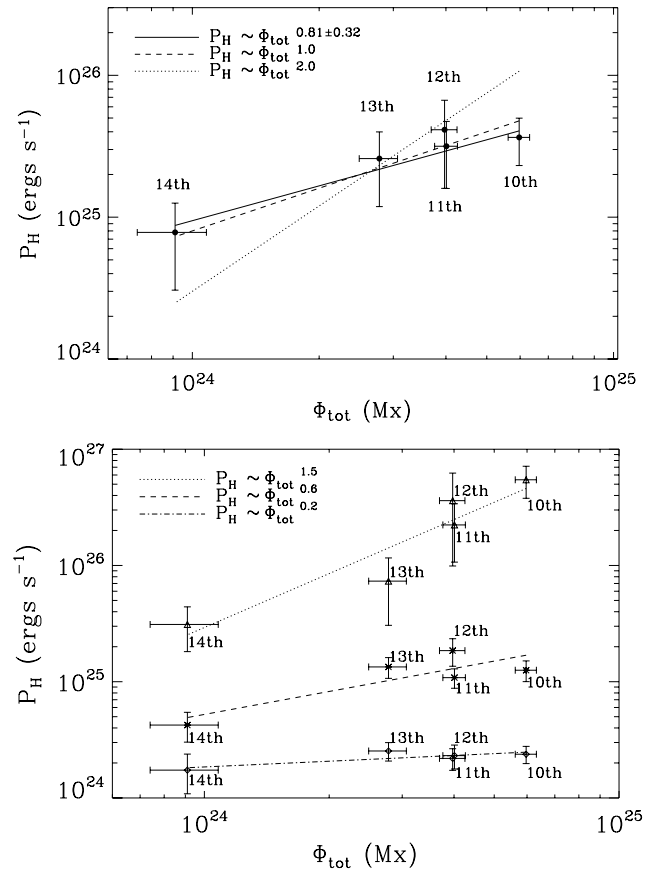 P_H ~ Φ_tot^0.81±0.32
P_H ~ Φ_tot^1.0
P_H ~ Φ_tot^2.0
10^26
10^25
10^24
P_H (ergs s^-1)
14th
13th
12th
11th
10th
10^24
10^25
Φ_tot (Mx)
P_H ~ Φ_tot^1.5
P_H ~ Φ_tot^0.6
P_H ~ Φ_tot^0.2
10^27
10^26
10^25
10^24
P_H (ergs s^-1)
14th
13th
12th
11th
10th
14th
13th
12th
11th
10th
14th
13th
12th
11th
10th
10^24
10^25
Φ_tot (Mx)